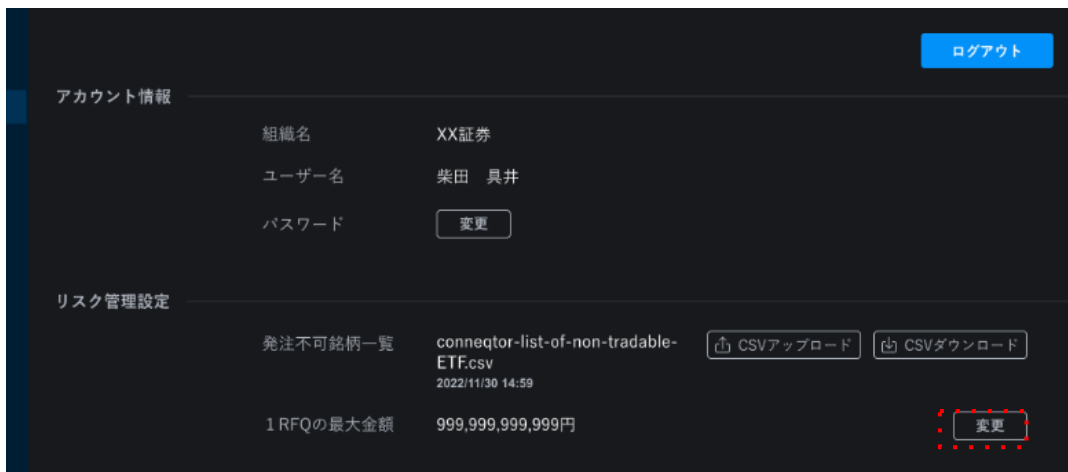 ログアウト
アカウント情報
組織名 XX証券
ユーザー名 柴田 具井
パスワード 変更
リスク管理設定
発注不可銘柄一覧 conneqtor-list-of-non-tradable-
ETF.csv CSVアップロード CSVダウンロード
2022/11/30 14:59
1RFQの最大金額 999,999,999,999円 変更